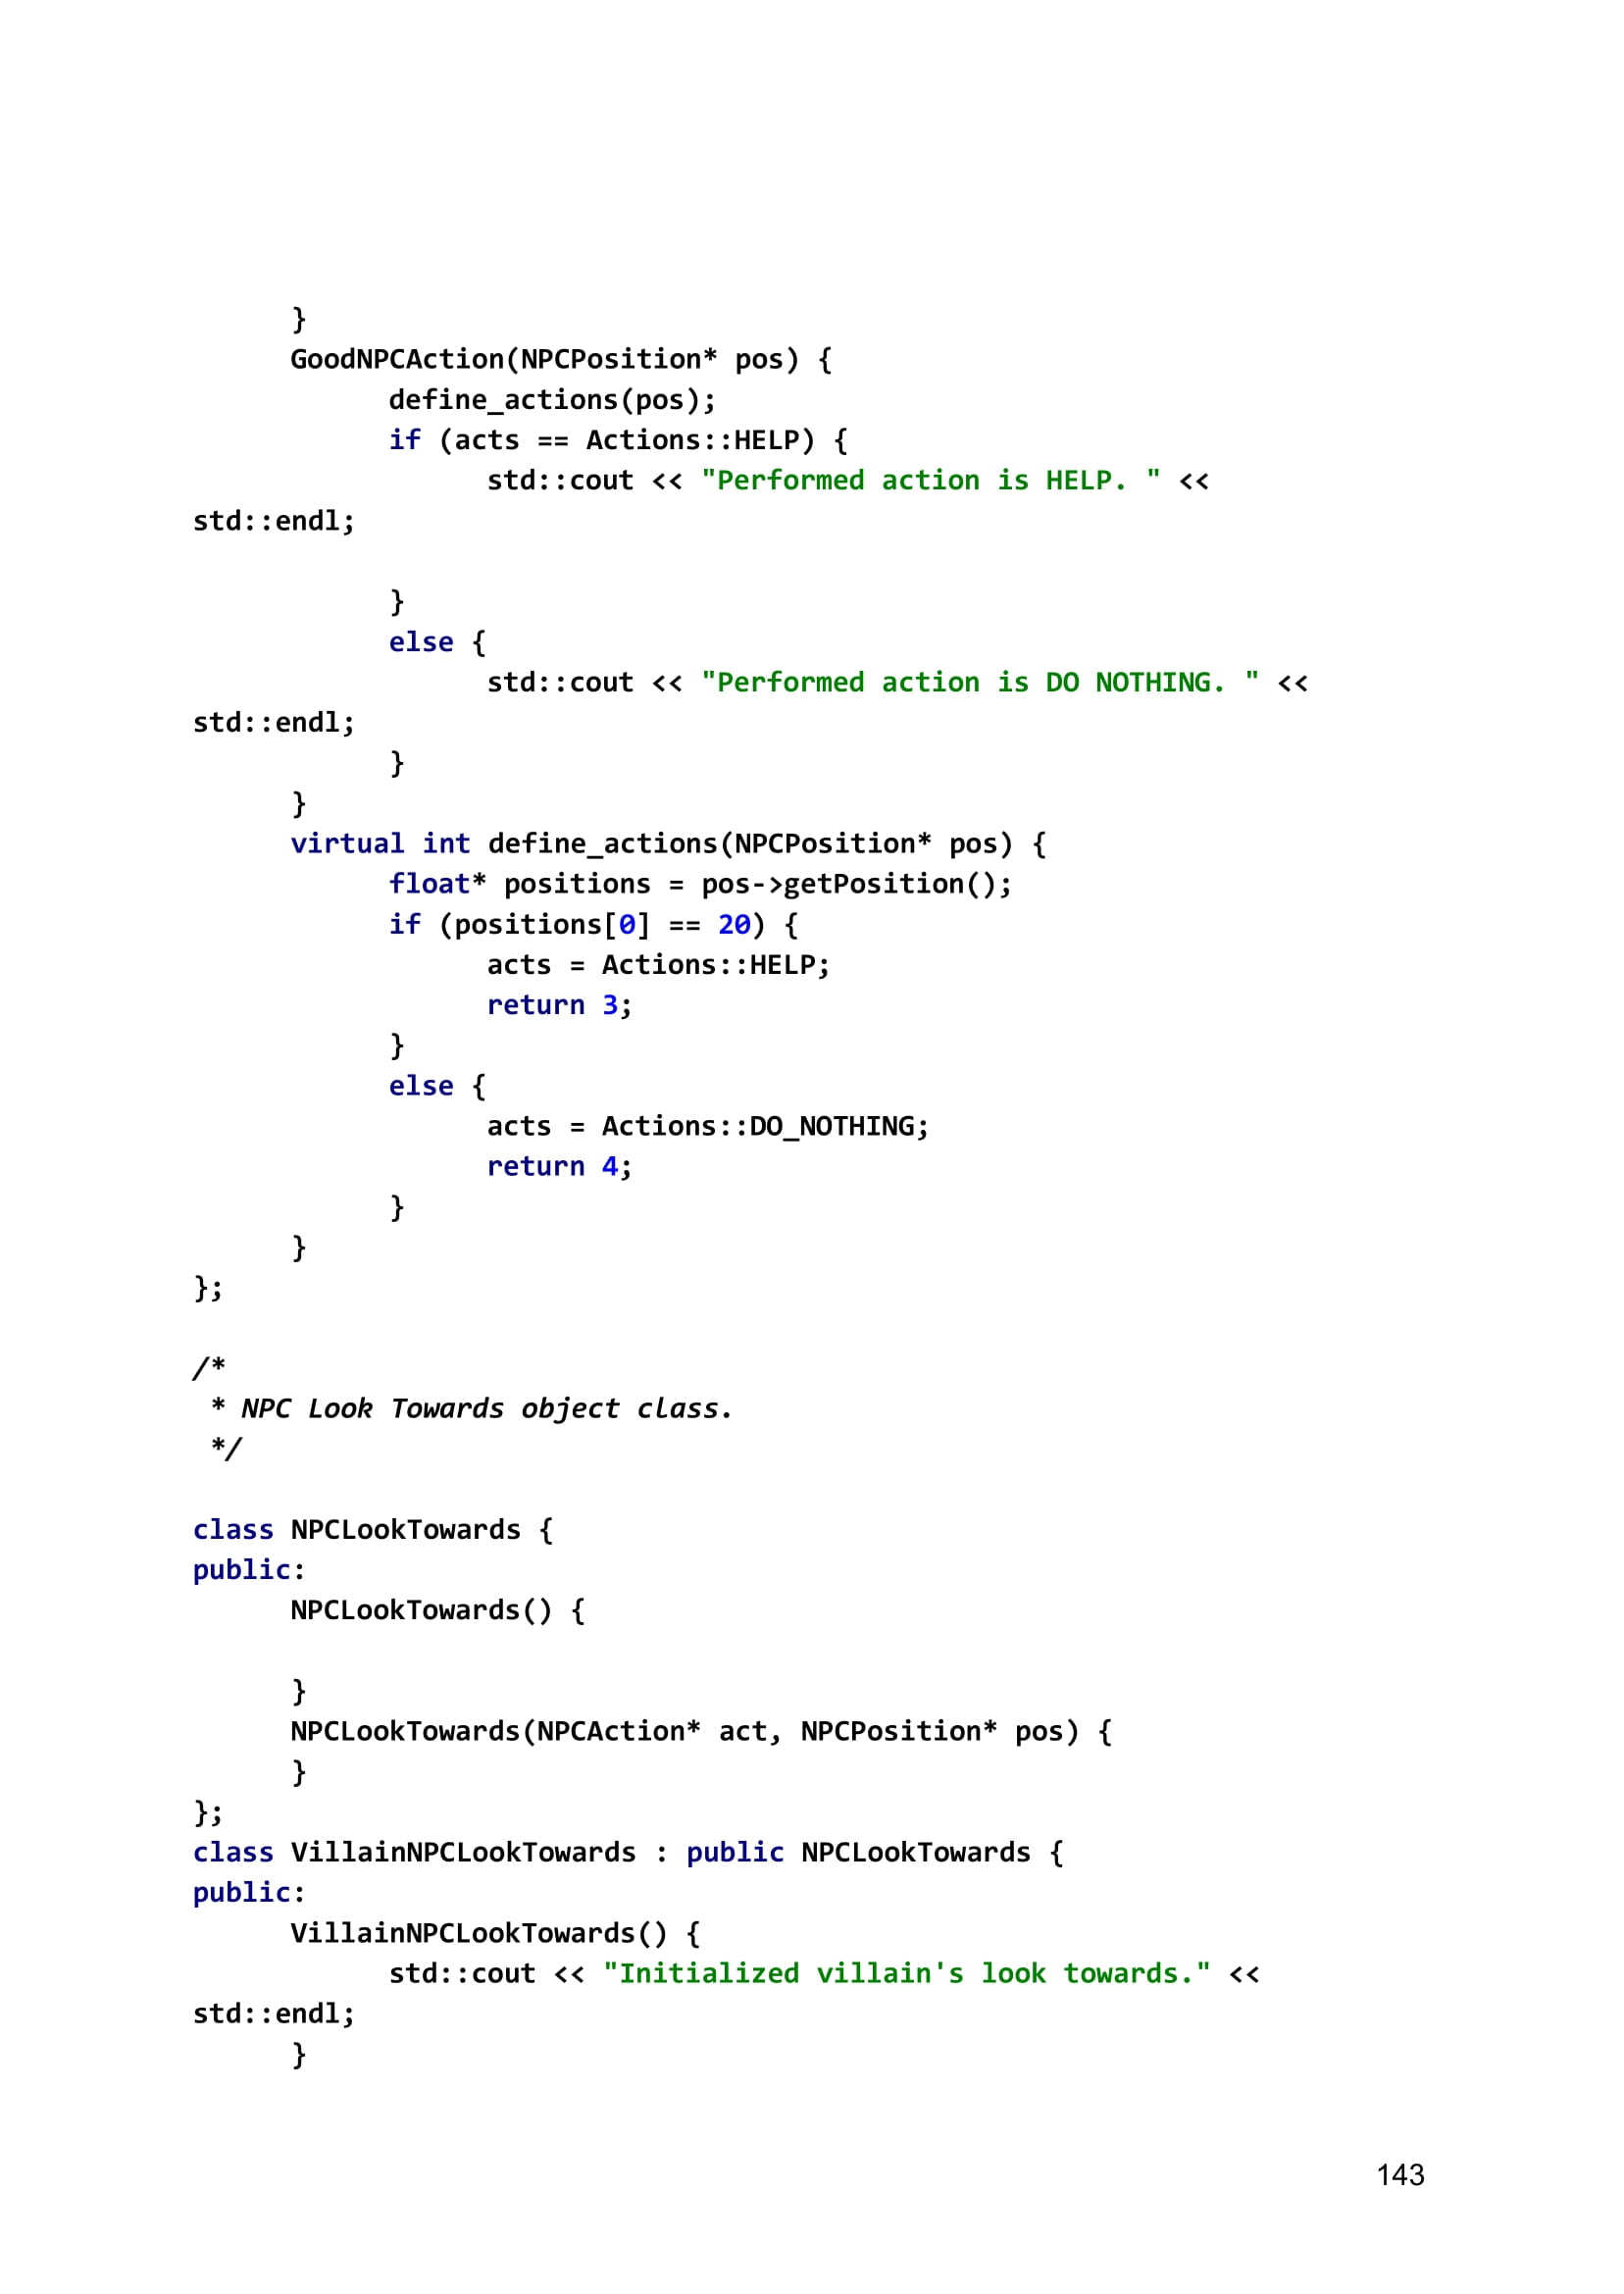 }
      GoodNPCAction(NPCPosition* pos) {
            define_actions(pos);
            if (acts == Actions::HELP) {
                  std::cout << "Performed action is HELP. " <<
std::endl;

            }
            else {
                  std::cout << "Performed action is DO NOTHING. " <<
std::endl;
            }
      }
      virtual int define_actions(NPCPosition* pos) {
            float* positions = pos->getPosition();
            if (positions[0] == 20) {
                  acts = Actions::HELP;
                  return 3;
            }
            else {
                  acts = Actions::DO_NOTHING;
                  return 4;
            }
      }
};

/*
 * NPC Look Towards object class.
 */

class NPCLookTowards {
public:
      NPCLookTowards() {

      }
      NPCLookTowards(NPCAction* act, NPCPosition* pos) {
      }
};
class VillainNPCLookTowards : public NPCLookTowards {
public:
      VillainNPCLookTowards() {
            std::cout << "Initialized villain's look towards." <<
std::endl;
      }
143